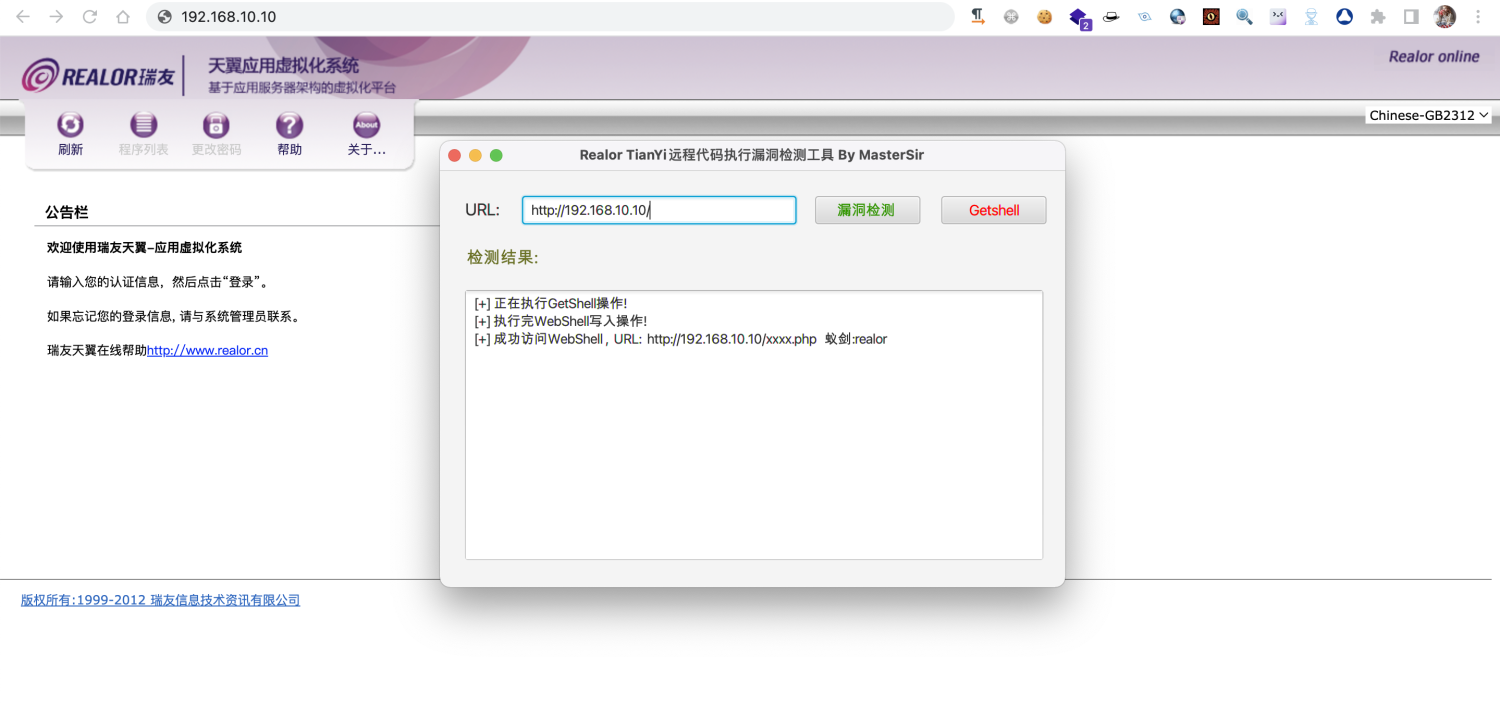 192.168.10.10
2
REALOR瑞友
天翼应用虚拟化系统
基于应用服务器架构的虚拟化平台
Realor online
Chinese-GB2312
About
刷新
程序列表
更改密码
帮助
关于...
Realor TianYi远程代码执行漏洞检测工具 By MasterSir
URL:
http://192.168.10.10/
漏洞检测
Getshell
检测结果:
[+] 正在执行GetShell操作!
[+] 执行完WebShell写入操作!
[+] 成功访问WebShell, URL: http://192.168.10.10/xxxx.php 蚁剑:realor
公告栏
欢迎使用瑞友天翼-应用虚拟化系统
请输入您的认证信息，然后点击“登录”。
如果忘记您的登录信息, 请与系统管理员联系。
瑞友天翼在线帮助http://www.realor.cn
版权所有:1999-2012 瑞友信息技术资讯有限公司